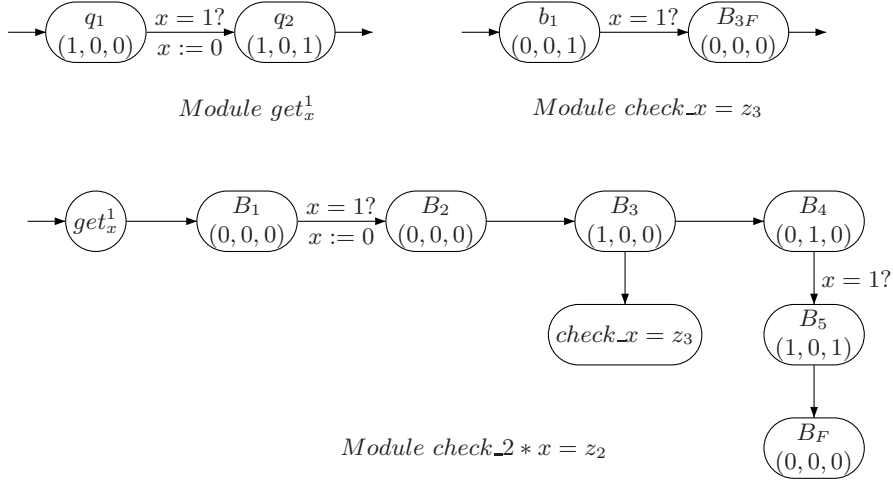 q₁ x = 1? q₂
(1, 0, 0) x := 0 (1, 0, 1)
b₁ x = 1? B₃F
(0, 0, 1) (0, 0, 0)
Module get¹ₓ
Module check_x = z₃
get¹ₓ
B₁ x = 1? B₂
(0, 0, 0) x := 0 (0, 0, 0)
B₃
(1, 0, 0)
B₄
(0, 1, 0)
x = 1?
check_x = z₃
B₅
(1, 0, 1)
Module check_2 ∗ x = z₂
B_F
(0, 0, 0)